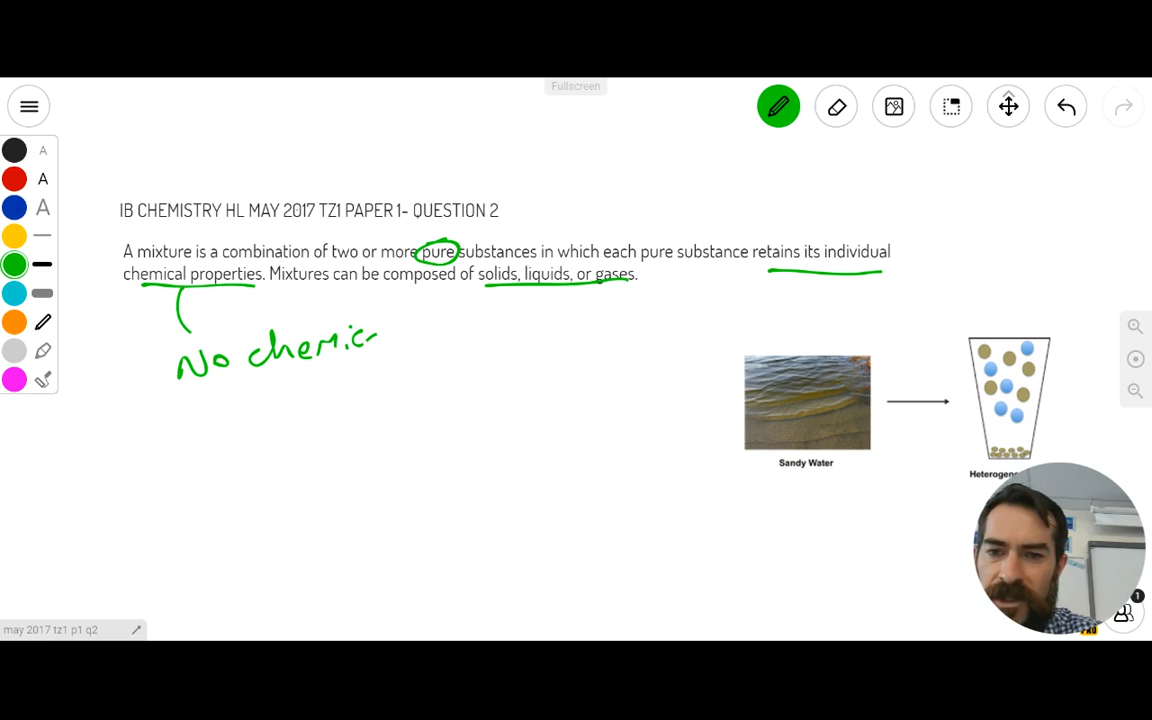 Fullscreen
A
A
A
IB CHEMISTRY HL MAY 2017 TZ1 PAPER 1- QUESTION 2
A mixture is a combination of two or more pure substances in which each pure substance retains its individual
chemical properties. Mixtures can be composed of solids, liquids, or gases.
No chemic
Sandy Water
Heterogen
1
may 2017 tz1 p1 q2
PRO